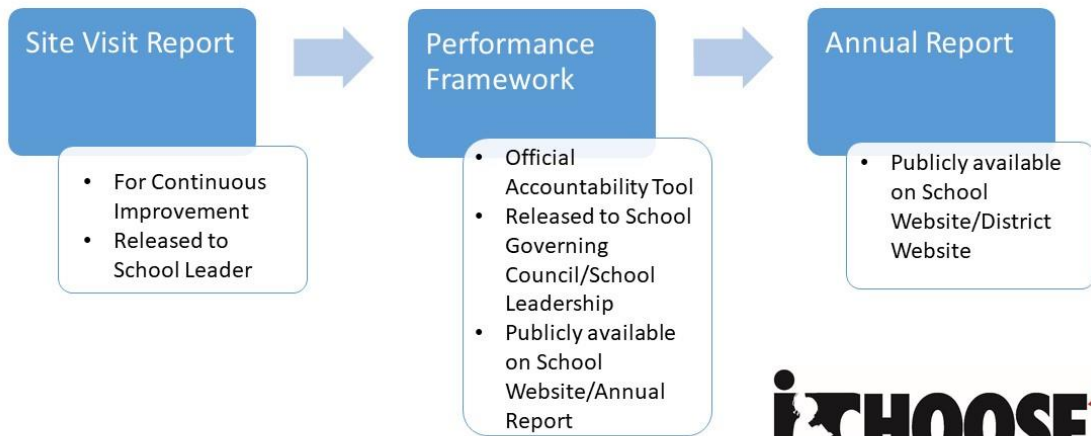 Site Visit Report
• For Continuous
Improvement
• Released to
School Leader
Performance
Framework
• Official
Accountability Tool
• Released to School
Governing
Council/School
Leadership
• Publicly available
on School
Website/Annual
Report
Annual Report
• Publicly available
on School
Website/District
Website
iCHOOSE